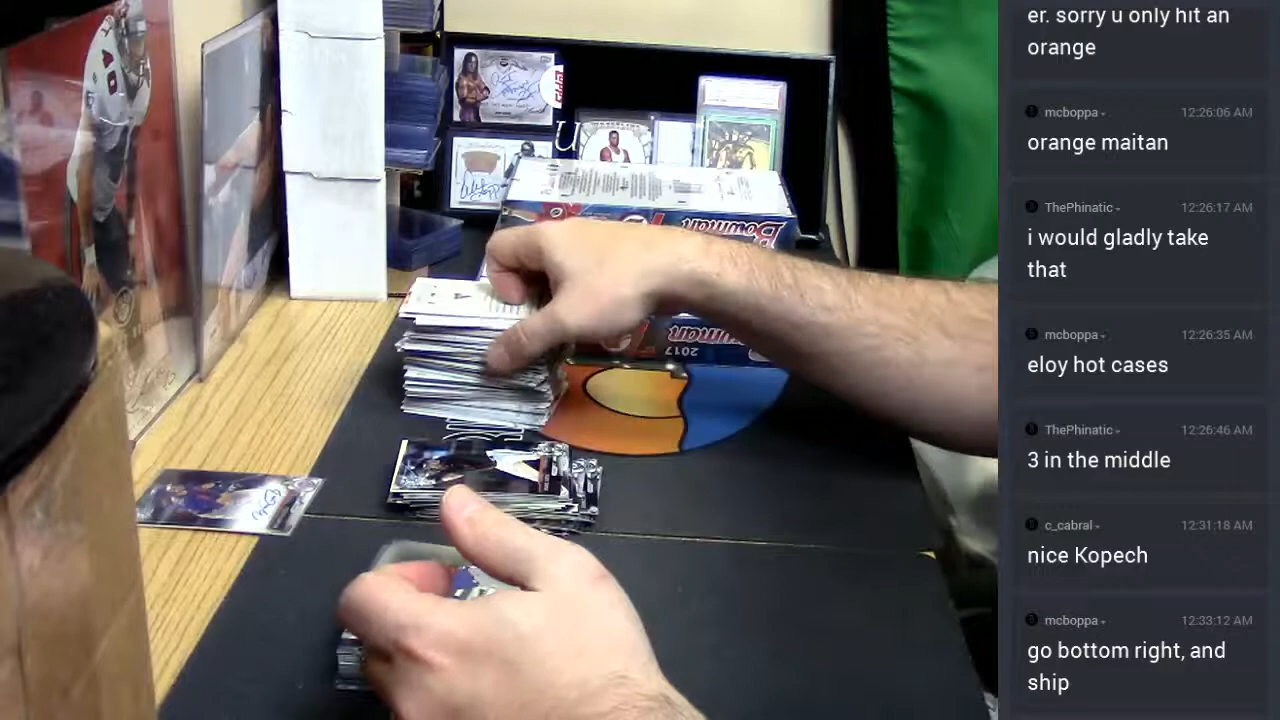 er. sorry u only hit an
orange
mcboppa
12:26:06 AM
orange maitan
ThePhinatic
12:26:17 AM
i would gladly take
that
mcboppa
12:26:35 AM
eloy hot cases
ThePhinatic
12:26:46 AM
3 in the middle
c_cabral
12:31:18 AM
nice Kopech
mcboppa
12:33:12 AM
go bottom right, and
ship
U
Bowman
Bowman
2017